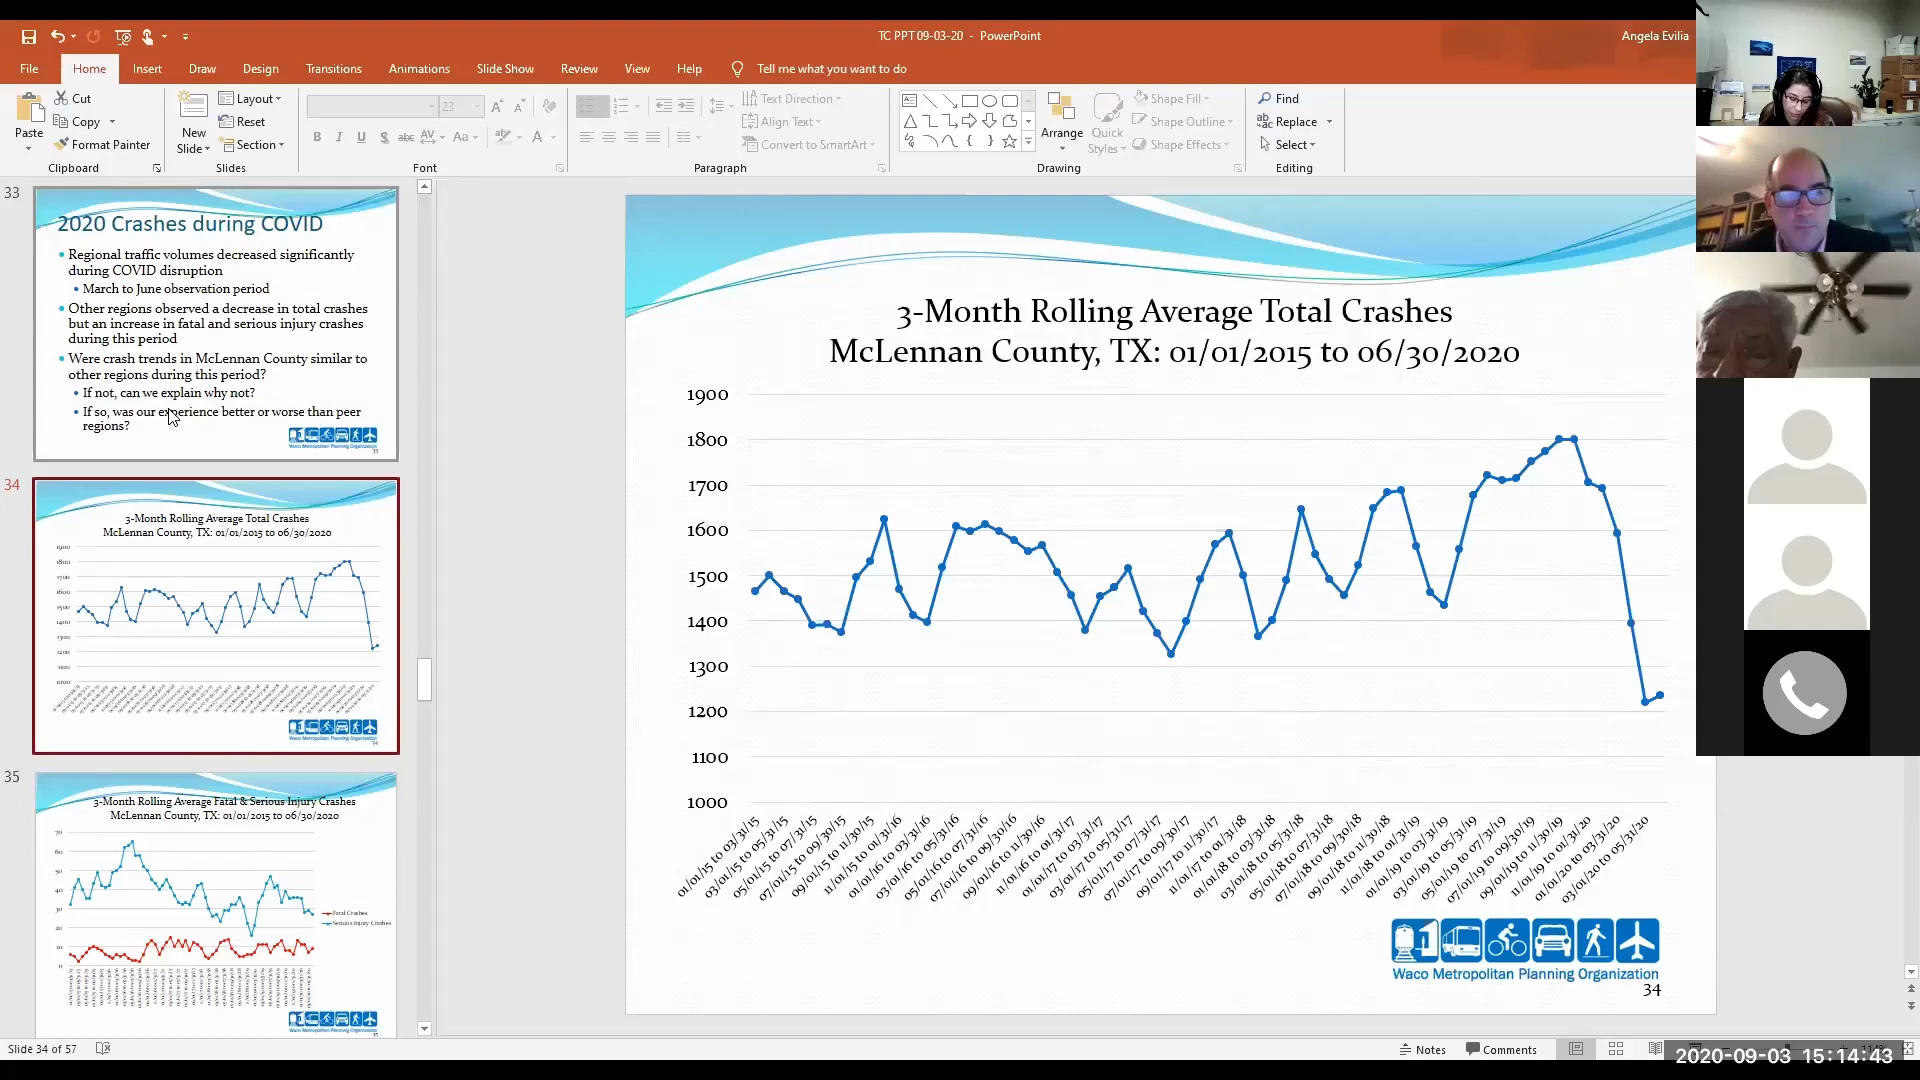 TC PPT 09-03-20 - PowerPoint
Angela Evilia
File
Home
Insert
Draw
Design
Transitions
Animations
Slide Show
Review
View
Help
Tell me what you want to do
Paste
Cut
Copy
Format Painter
Clipboard
New
Slide
Layout
Reset
Section
Slides
23
Font
Text Direction
Align Text
Convert to SmartArt
Paragraph
Arrange
Quick
Styles
Shape Fill
Shape Outline
Shape Effects
Drawing
Find
Replace
Select
Editing
33
2020 Crashes during COVID
Regional traffic volumes decreased significantly
during COVID disruption
March to June observation period
Other regions observed a decrease in total crashes
but an increase in fatal and serious injury crashes
during this period
Were crash trends in McLennan County similar to
other regions during this period?
If not, can we explain why not?
If so, was our experience better or worse than peer
regions?
34
3-Month Rolling Average Total Crashes
McLennan County, TX: 01/01/2015 to 06/30/2020
35
3-Month Rolling Average Fatal & Serious Injury Crashes
McLennan County, TX: 01/01/2015 to 06/30/2020
Fatal Crashes
Serious Injury Crashes
3-Month Rolling Average Total Crashes
McLennan County, TX: 01/01/2015 to 06/30/2020
1900
1800
1700
1600
1500
1400
1300
1200
1100
1000
01/01/15 to 03/31/15
03/01/15 to 05/31/15
05/01/15 to 07/31/15
07/01/15 to 09/30/15
09/01/15 to 11/30/15
11/01/15 to 01/31/16
01/01/16 to 03/31/16
03/01/16 to 05/31/16
05/01/16 to 07/31/16
07/01/16 to 09/30/16
09/01/16 to 11/30/16
11/01/16 to 01/31/17
01/01/17 to 03/31/17
03/01/17 to 05/31/17
05/01/17 to 07/31/17
07/01/17 to 09/30/17
09/01/17 to 11/30/17
11/01/17 to 01/31/18
01/01/18 to 03/31/18
03/01/18 to 05/31/18
05/01/18 to 07/31/18
07/01/18 to 09/30/18
09/01/18 to 11/30/18
11/01/18 to 01/31/19
01/01/19 to 03/31/19
03/01/19 to 05/31/19
05/01/19 to 07/31/19
07/01/19 to 09/30/19
09/01/19 to 11/30/19
11/01/19 to 01/31/20
01/01/20 to 03/31/20
03/01/20 to 05/31/20
Waco Metropolitan Planning Organization
34
Slide 34 of 57
Notes
Comments
2020-09-03 15:14:43